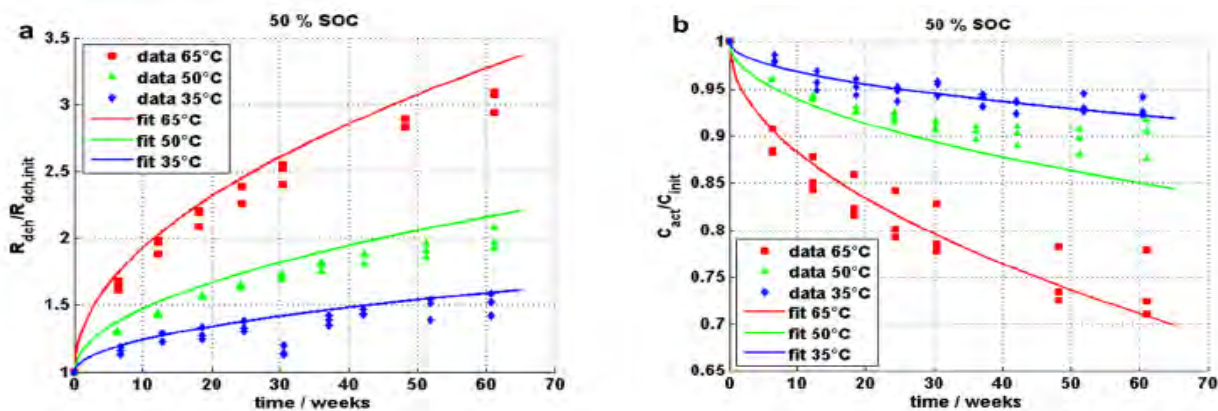 a
50 % SOC
3.5
3
2.5
2
1.5
1
R_dch/R_dch,init
data 65°C
data 50°C
data 35°C
fit 65°C
fit 50°C
fit 35°C
0 10 20 30 40 50 60 70
time / weeks
b
50 % SOC
1
0.95
0.9
0.85
0.8
0.75
0.7
0.65
C_act/C_init
data 65°C
data 50°C
data 35°C
fit 65°C
fit 50°C
fit 35°C
0 10 20 30 40 50 60 70
time / weeks